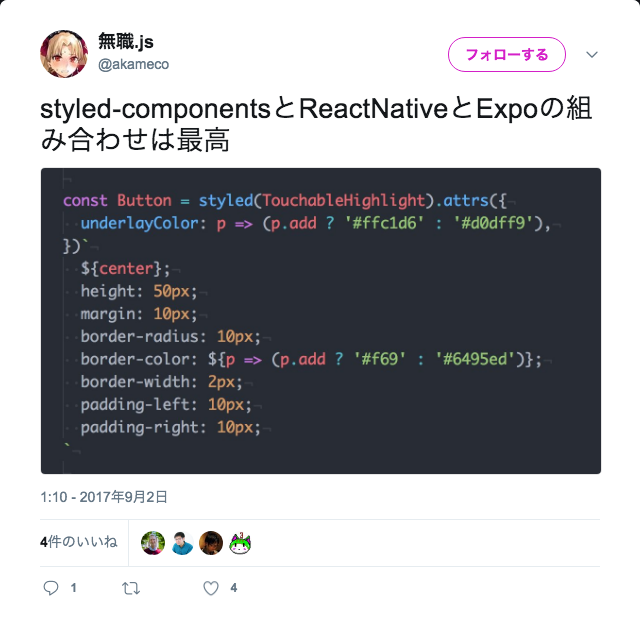 無職.js
@akameco
フォローする
styled-componentsとReactNativeとExpoの組
み合わせは最高
const Button = styled(TouchableHighlight).attrs({
underlayColor: p => (p.add ? '#ffc1d6' : '#d0dff9'),
})`
${center};
height: 50px;
margin: 10px;
border-radius: 10px;
border-color: ${p => (p.add ? '#f69' : '#6495ed')};
border-width: 2px;
padding-left: 10px;
padding-right: 10px;
`
1:10 - 2017年9月2日
4件のいいね
1
4